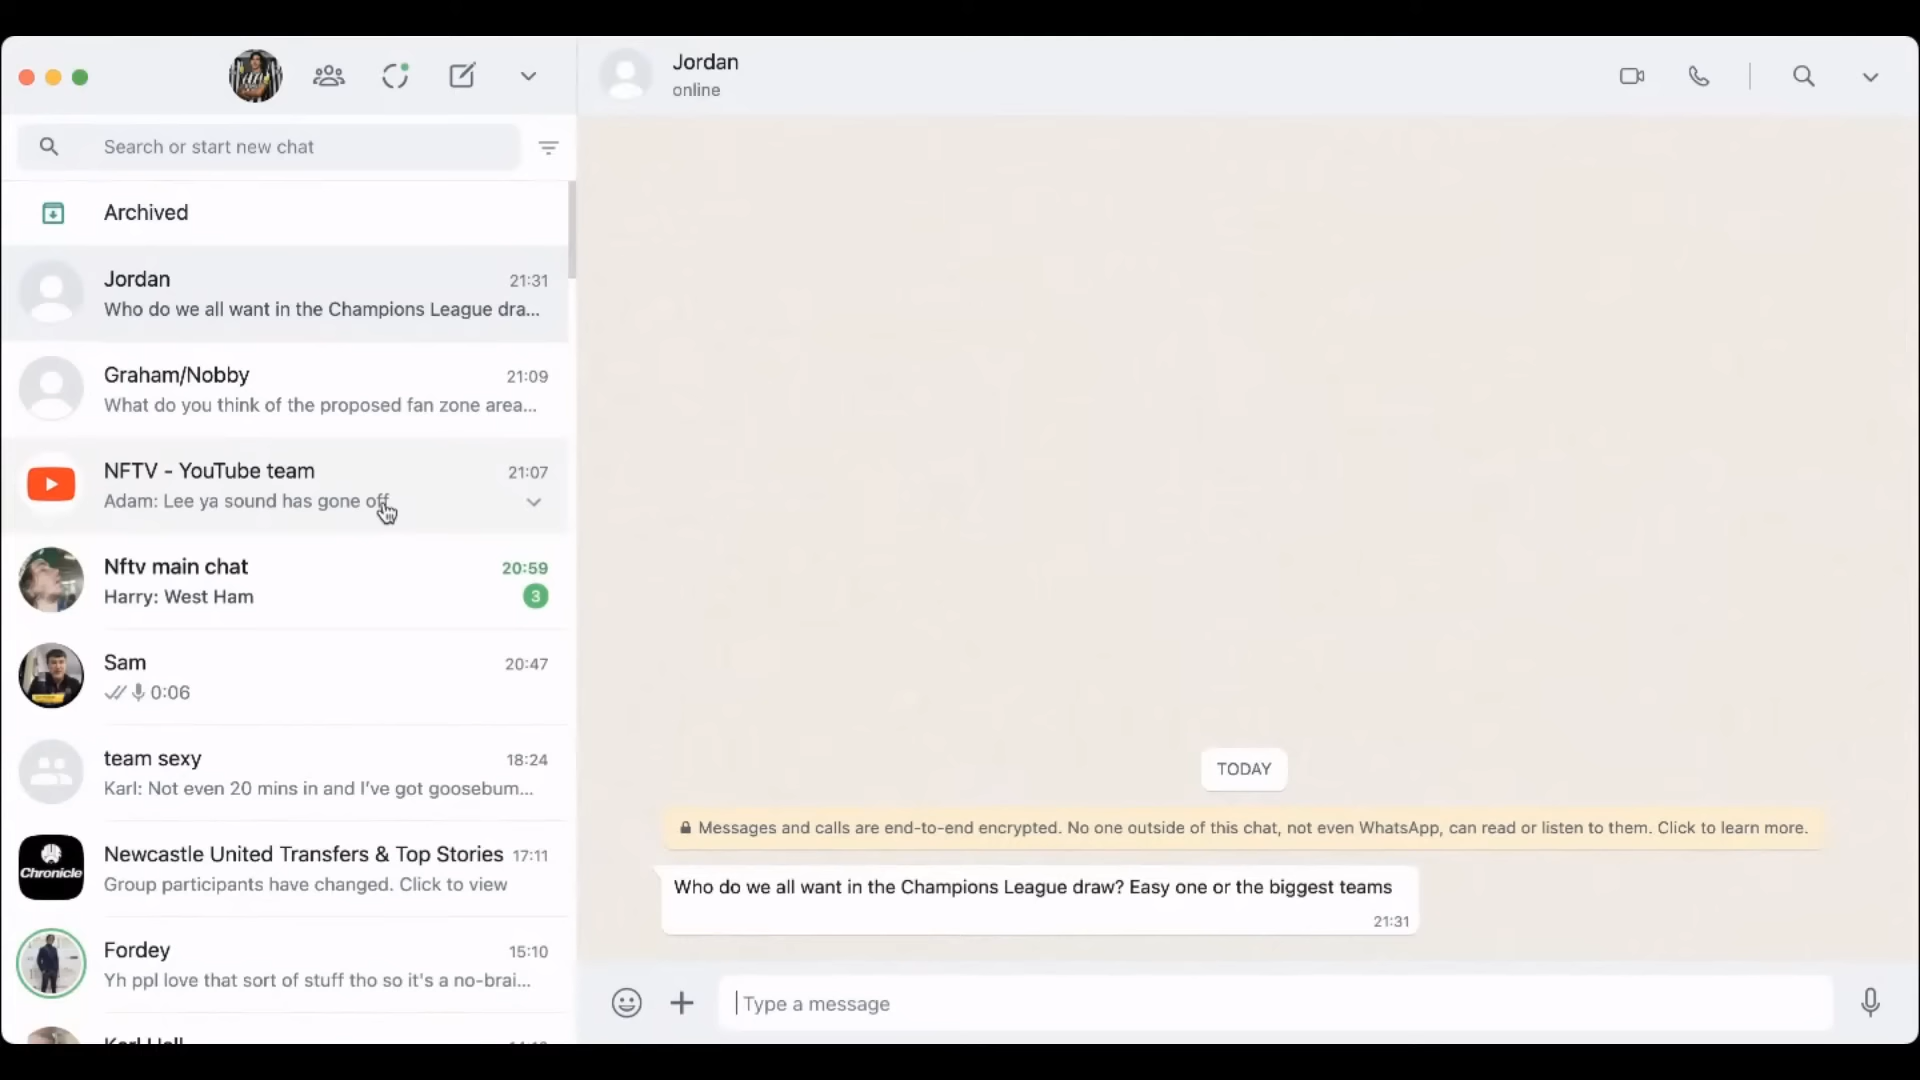 Search or start new chat
Archived
Jordan
21:31
Who do we all want in the Champions League dra...
Graham/Nobby
21:09
What do you think of the proposed fan zone area...
NFTV - YouTube team
21:07
Adam: Lee ya sound has gone off
Nftv main chat
20:59
Harry: West Ham
3
Sam
20:47
0:06
team sexy
18:24
Karl: Not even 20 mins in and I've got goosebum...
Chronicle
Newcastle United Transfers & Top Stories
17:11
Group participants have changed. Click to view
Fordey
15:10
Yh ppl love that sort of stuff tho so it's a no-brai...
Jordan
online
TODAY
Messages and calls are end-to-end encrypted. No one outside of this chat, not even WhatsApp, can read or listen to them. Click to learn more.
Who do we all want in the Champions League draw? Easy one or the biggest teams
21:31
Type a message